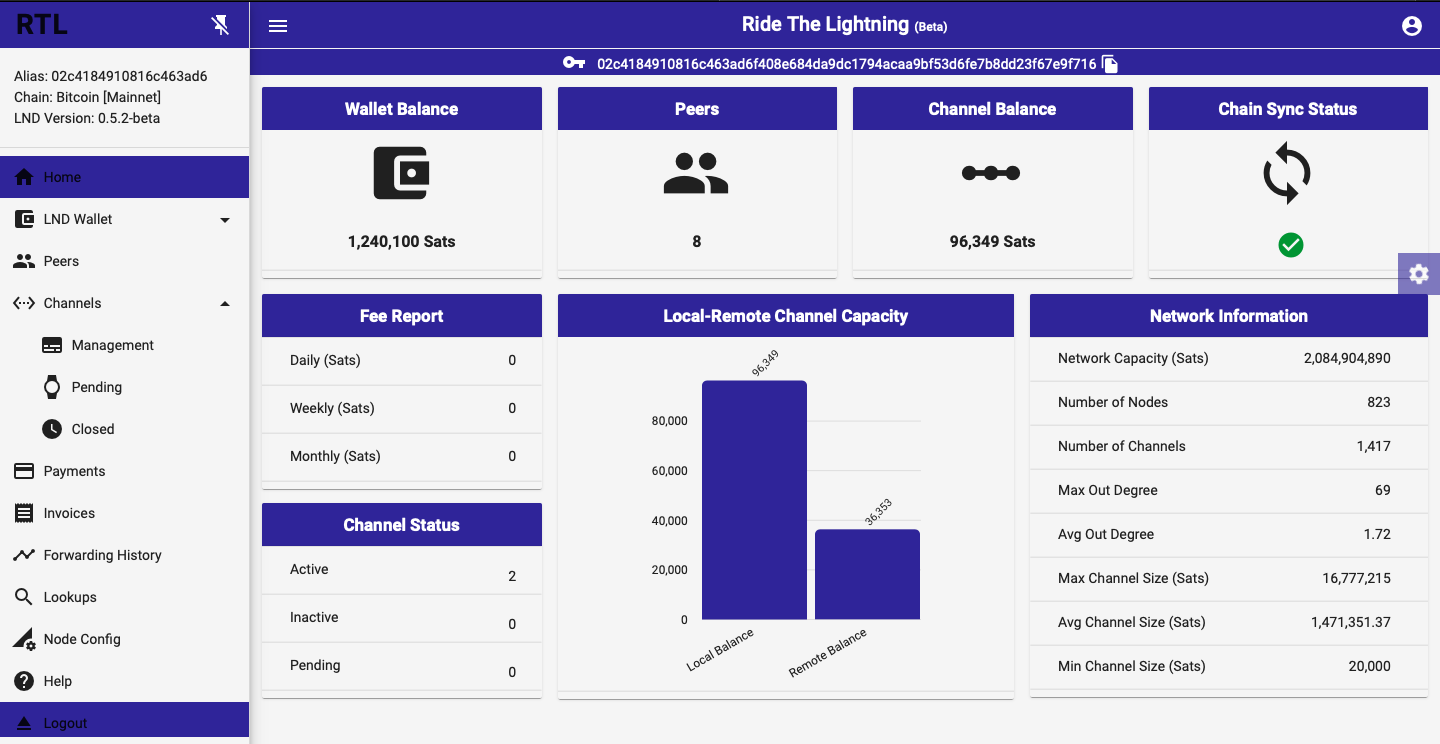 RTL
Ride The Lightning (Beta)
02c4184910816c463ad6f408e684da9dc1794acaa9bf53d6fe7b8dd23f67e9f716
Alias: 02c4184910816c463ad6
Chain: Bitcoin [Mainnet]
LND Version: 0.5.2-beta
Home
LND Wallet
Peers
Channels
Management
Pending
Closed
Payments
Invoices
Forwarding History
Lookups
Node Config
Help
Logout
Wallet Balance
1,240,100 Sats
Peers
8
Channel Balance
96,349 Sats
Chain Sync Status
Fee Report
Daily (Sats) 0
Weekly (Sats) 0
Monthly (Sats) 0
Channel Status
Active 2
Inactive 0
Pending 0
Local-Remote Channel Capacity
96,349
80,000
60,000
36,353
40,000
20,000
0
Local Balance
Remote Balance
Network Information
Network Capacity (Sats) 2,084,904,890
Number of Nodes 823
Number of Channels 1,417
Max Out Degree 69
Avg Out Degree 1.72
Max Channel Size (Sats) 16,777,215
Avg Channel Size (Sats) 1,471,351.37
Min Channel Size (Sats) 20,000